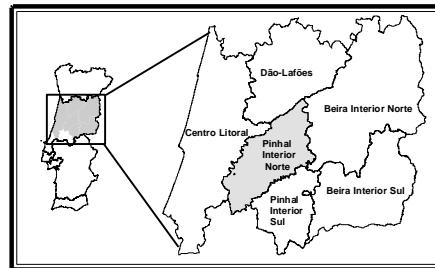 Dão-Lafões
Beira Interior Norte
Centro Litoral
Pinhal
Interior
Norte
Pinhal
Interior
Sul
Beira Interior Sul